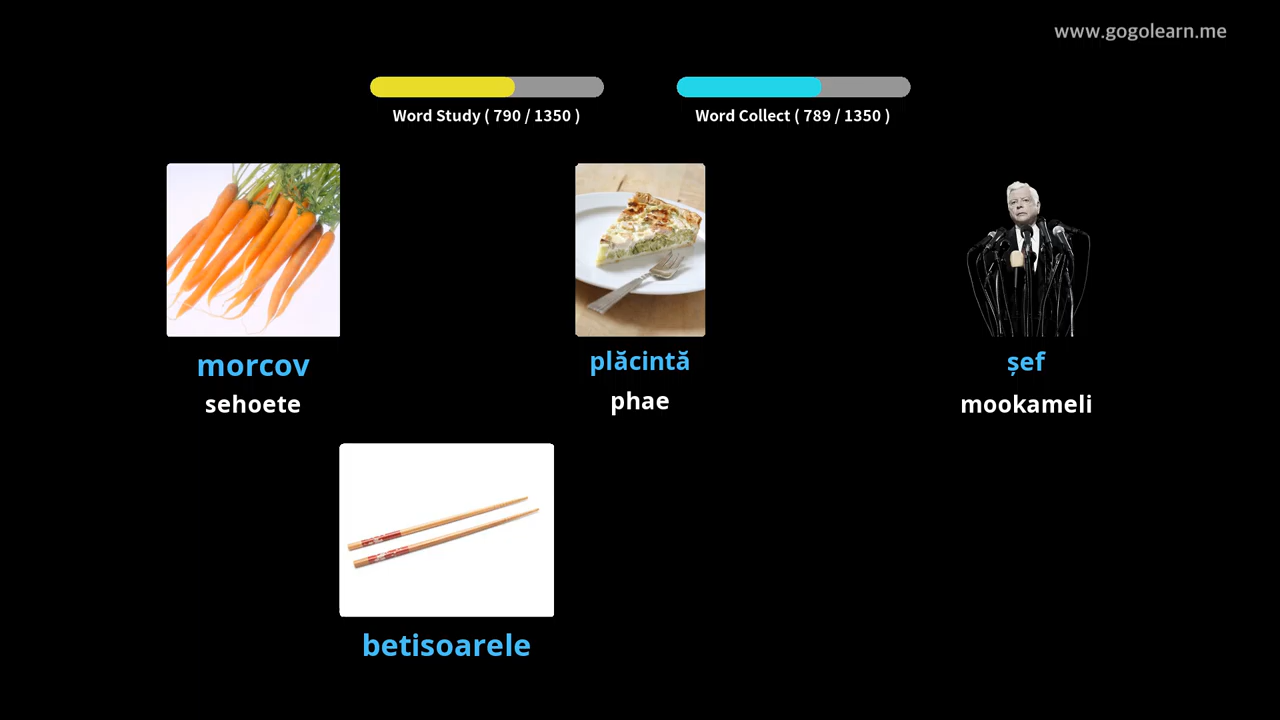 www.gogolearn.me
Word Study ( 790 / 1350 )
Word Collect ( 789 / 1350 )
morcov
sehoete
plăcintă
phae
șef
mookameli
betisoarele